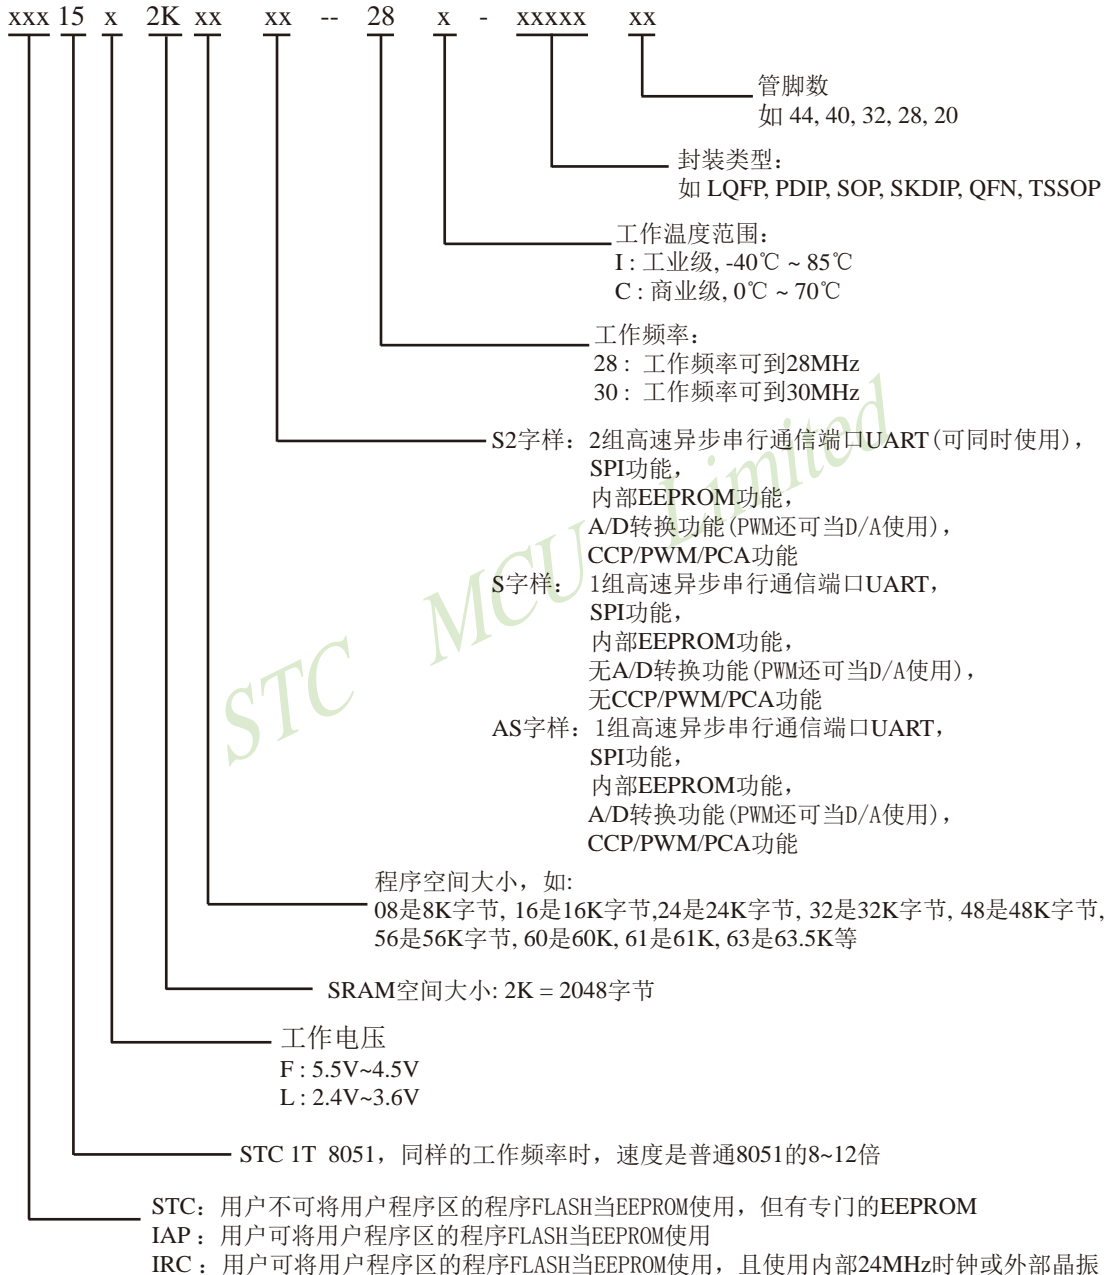 xxx 15 x 2K xx xx -- 28 x - xxxxx xx
管脚数
如 44, 40, 32, 28, 20
封装类型：
如 LQFP, PDIP, SOP, SKDIP, QFN, TSSOP
工作温度范围：
I : 工业级, -40℃ ~ 85℃
C : 商业级, 0℃ ~ 70℃
工作频率：
28 : 工作频率可到28MHz
30 : 工作频率可到30MHz
S2字样： 2组高速异步串行通信端口UART(可同时使用)，
SPI功能，
内部EEPROM功能，
A/D转换功能(PWM还可当D/A使用)，
CCP/PWM/PCA功能
S字样： 1组高速异步串行通信端口UART，
SPI功能，
内部EEPROM功能，
无A/D转换功能(PWM还可当D/A使用)，
无CCP/PWM/PCA功能
AS字样： 1组高速异步串行通信端口UART，
SPI功能，
内部EEPROM功能，
A/D转换功能(PWM还可当D/A使用)，
CCP/PWM/PCA功能
程序空间大小，如:
08是8K字节, 16是16K字节,24是24K字节, 32是32K字节, 48是48K字节,
56是56K字节, 60是60K, 61是61K, 63是63.5K等
SRAM空间大小: 2K = 2048字节
工作电压
F : 5.5V~4.5V
L : 2.4V~3.6V
STC 1T 8051，同样的工作频率时，速度是普通8051的8~12倍
STC：用户不可将用户程序区的程序FLASH当EEPROM使用，但有专门的EEPROM
IAP：用户可将用户程序区的程序FLASH当EEPROM使用
IRC：用户可将用户程序区的程序FLASH当EEPROM使用，且使用内部24MHz时钟或外部晶振
STC MCU Limited